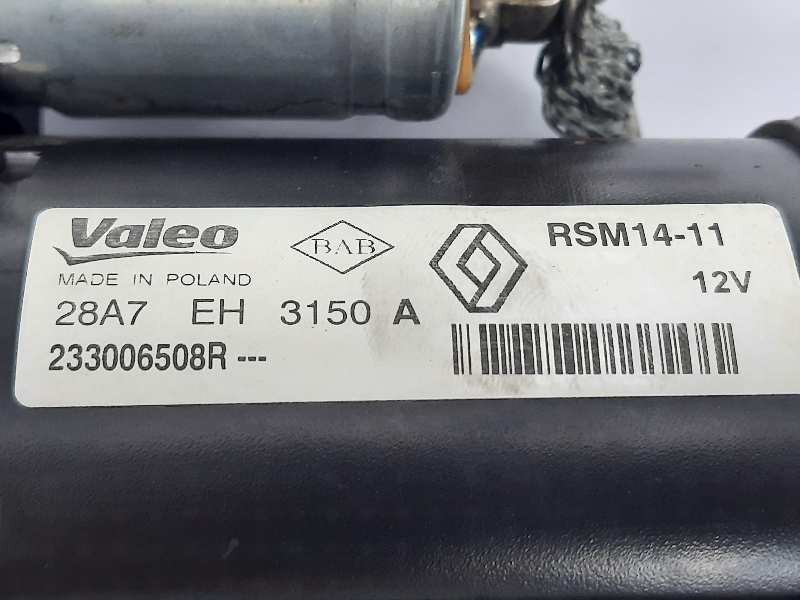 Valeo
BAB
RSM14-11
MADE IN POLAND
12V
28A7 EH 3150 A
233006508R ---